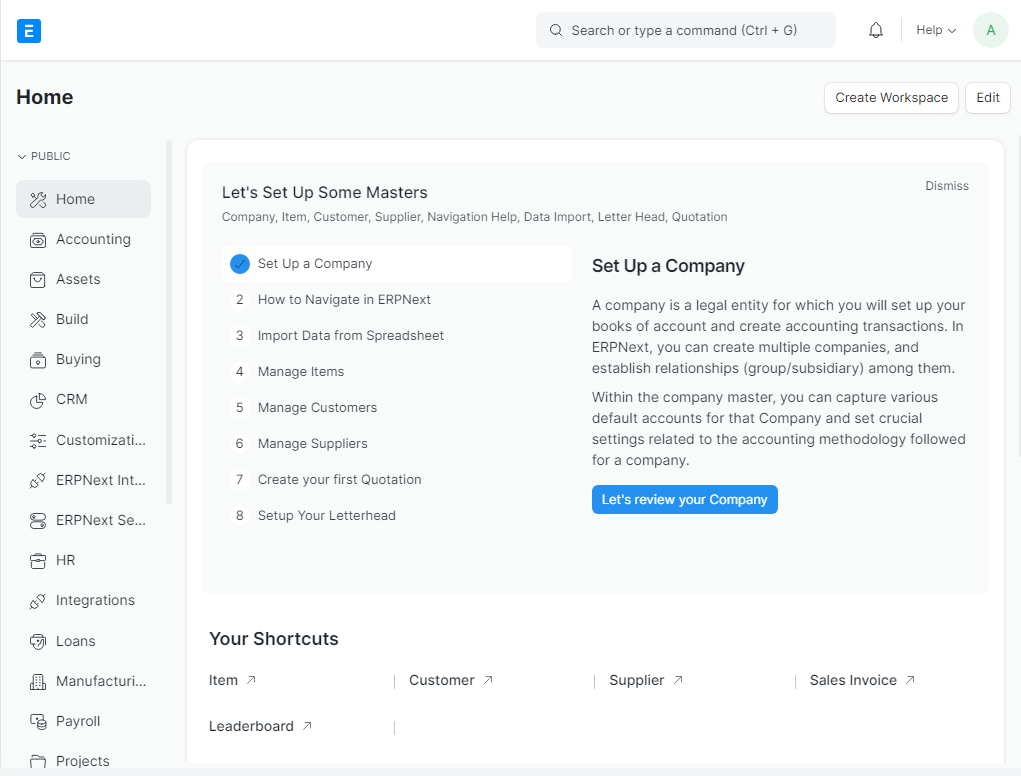 E
Search or type a command (Ctrl + G)
Help
A
Home
Create Workspace
Edit
PUBLIC
Home
Accounting
Assets
Build
Buying
CRM
Customizati...
ERPNext Int...
ERPNext Se...
HR
Integrations
Loans
Manufacturi...
Payroll
Projects
Let's Set Up Some Masters
Dismiss
Company, Item, Customer, Supplier, Navigation Help, Data Import, Letter Head, Quotation
Set Up a Company
2 How to Navigate in ERPNext
3 Import Data from Spreadsheet
4 Manage Items
5 Manage Customers
6 Manage Suppliers
7 Create your first Quotation
8 Setup Your Letterhead
Set Up a Company
A company is a legal entity for which you will set up your
books of account and create accounting transactions. In
ERPNext, you can create multiple companies, and
establish relationships (group/subsidiary) among them.
Within the company master, you can capture various
default accounts for that Company and set crucial
settings related to the accounting methodology followed
for a company.
Let's review your Company
Your Shortcuts
Item
Customer
Supplier
Sales Invoice
Leaderboard